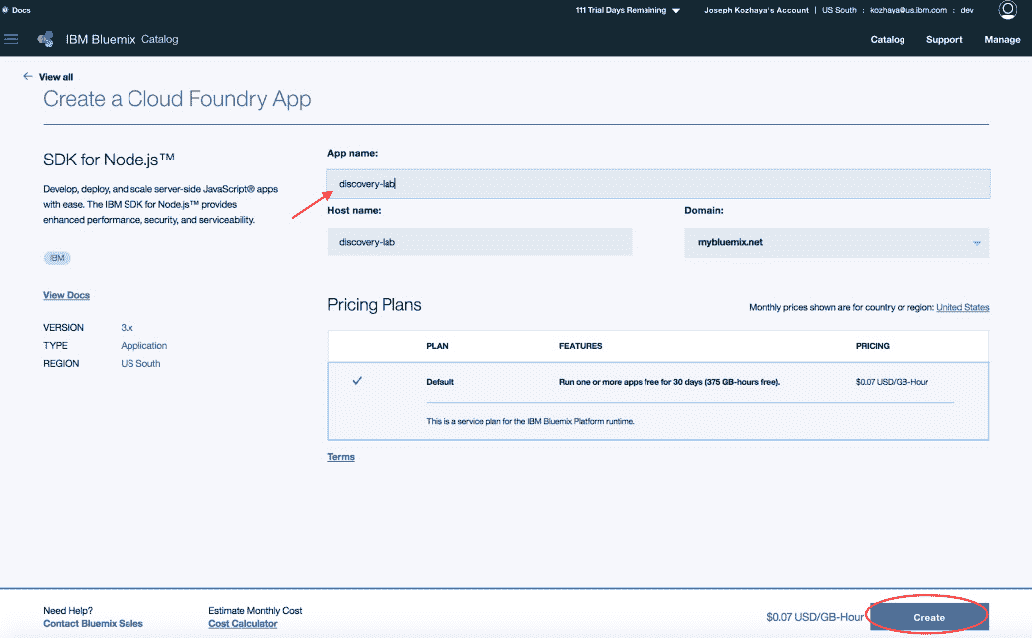 Docs
111 Trial Days Remaining
Joseph Kozhaya's Account | US South : kozhaya@us.ibm.com : dev
IBM Bluemix Catalog
Catalog Support Manage
← View all
Create a Cloud Foundry App
SDK for Node.js™
Develop, deploy, and scale server-side JavaScript® apps
with ease. The IBM SDK for Node.js™ provides
enhanced performance, security, and serviceability.
IBM
View Docs
VERSION 3.x
TYPE Application
REGION US South
App name:
discovery-lab
Host name:
Domain:
discovery-lab
mybluemix.net
Pricing Plans
Monthly prices shown are for country or region: United States
PLAN FEATURES PRICING
Default Run one or more apps free for 30 days (375 GB-hours free). $0.07 USD/GB-Hour
This is a service plan for the IBM Bluemix Platform runtime.
Terms
Need Help?
Contact Bluemix Sales
Estimate Monthly Cost
Cost Calculator
$0.07 USD/GB-Hour
Create